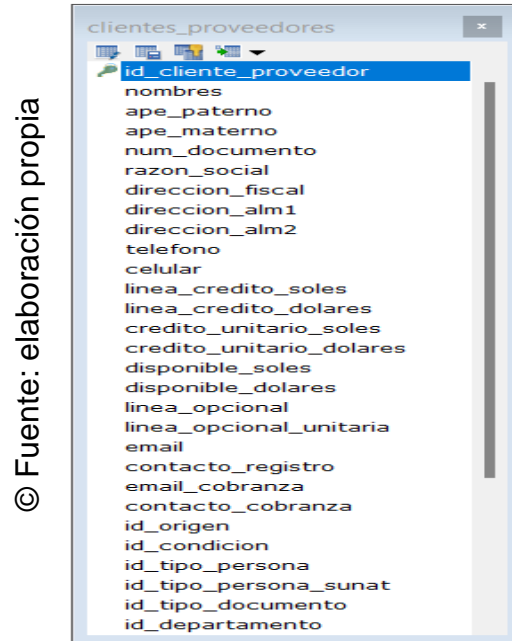 clientes_proveedores
id_cliente_proveedor
nombres
ape_paterno
ape_materno
num_documento
razon_social
direccion_fiscal
direccion_alm1
direccion_alm2
telefono
celular
linea_credito_soles
linea_credito_dolares
credito_unitario_soles
credito_unitario_dolares
disponible_soles
disponible_dolares
linea_opcional
linea_opcional_unitaria
email
contacto_registro
email_cobranza
contacto_cobranza
id_origen
id_condicion
id_tipo_persona
id_tipo_persona_sunat
id_tipo_documento
id_departamento
© Fuente: elaboración propia